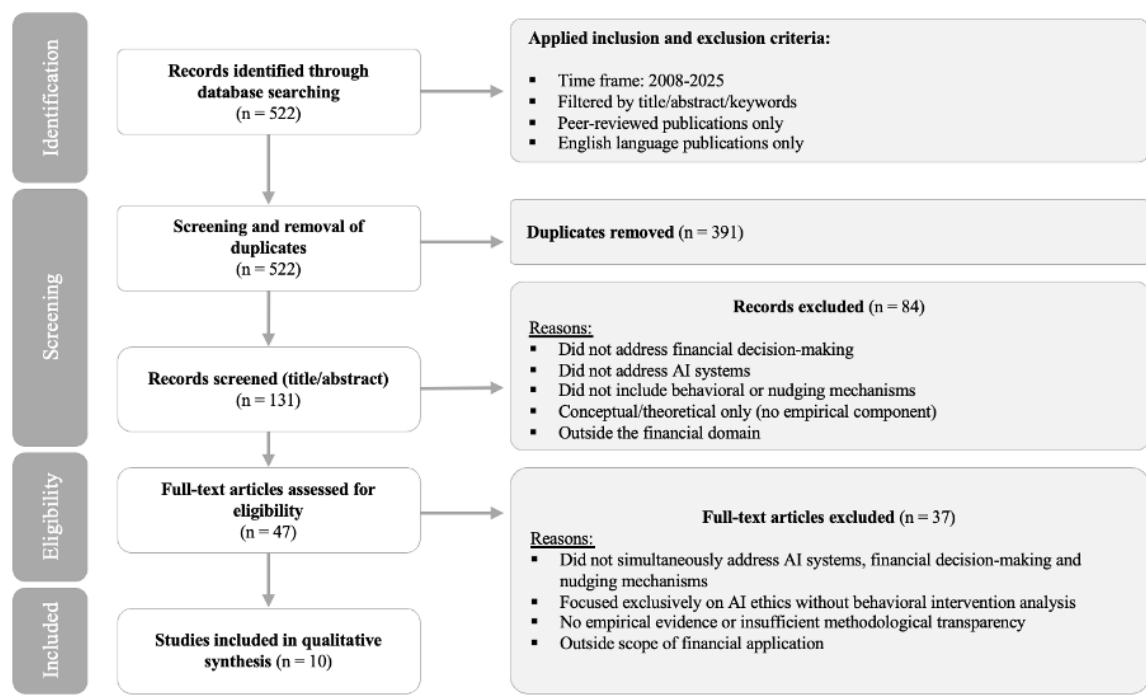 Identification
Records identified through
database searching
(n = 522)
Applied inclusion and exclusion criteria:
▪ Time frame: 2008-2025
▪ Filtered by title/abstract/keywords
▪ Peer-reviewed publications only
▪ English language publications only
Screening
Screening and removal of
duplicates
(n = 522)
Duplicates removed (n = 391)
Records screened (title/abstract)
(n = 131)
Records excluded (n = 84)
Reasons:
▪ Did not address financial decision-making
▪ Did not address AI systems
▪ Did not include behavioral or nudging mechanisms
▪ Conceptual/theoretical only (no empirical component)
▪ Outside the financial domain
Eligibility
Full-text articles assessed for
eligibility
(n = 47)
Full-text articles excluded (n = 37)
Reasons:
▪ Did not simultaneously address AI systems, financial decision-making and
nudging mechanisms
▪ Focused exclusively on AI ethics without behavioral intervention analysis
▪ No empirical evidence or insufficient methodological transparency
▪ Outside scope of financial application
Included
Studies included in qualitative
synthesis (n = 10)